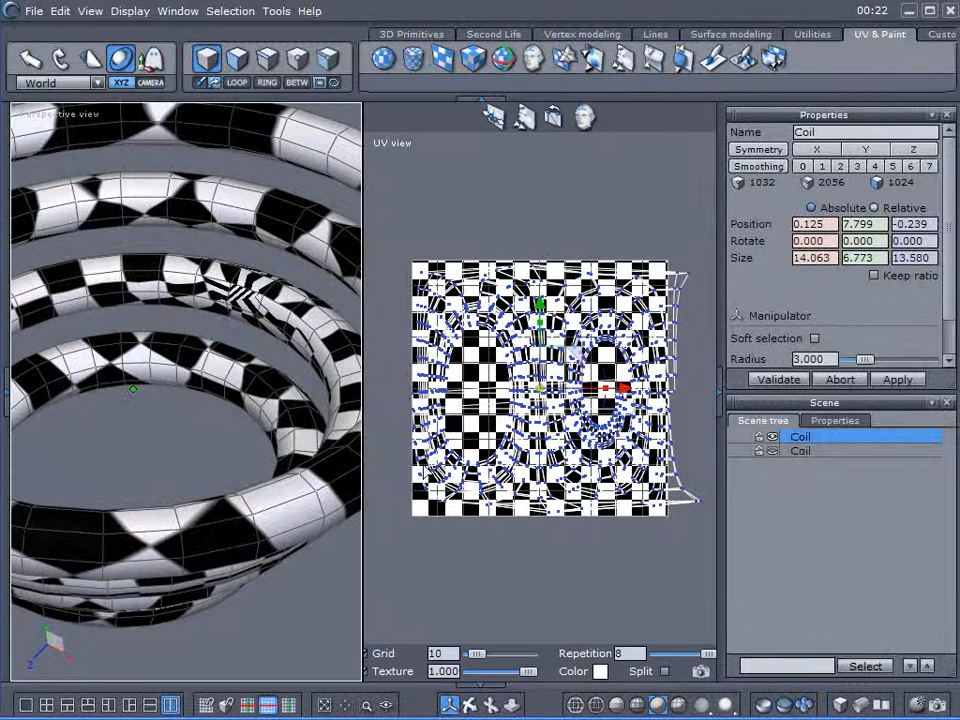 File Edit View Display Window Selection Tools Help 00:22
3D Primitives Second Life Vertex modeling Lines Surface modeling Utilities UV & Paint Custo
World XYZ CAMERA LOOP RING BETW
Perspective view
UV view
Properties
Name Coil
Symmetry X Y Z
Smoothing 0 1 2 3 4 5 6 7
1032 2056 1024
Absolute Relative
Position 0.125 7.799 -0.239
Rotate 0.000 0.000 0.000
Size 14.063 6.773 13.580
Keep ratio
Manipulator
Soft selection
Radius 3.000
Validate Abort Apply
Scene
Scene tree Properties
Coil
Coil
Grid 10 Repetition 8
Texture 1.000 Color Split
Select
Z